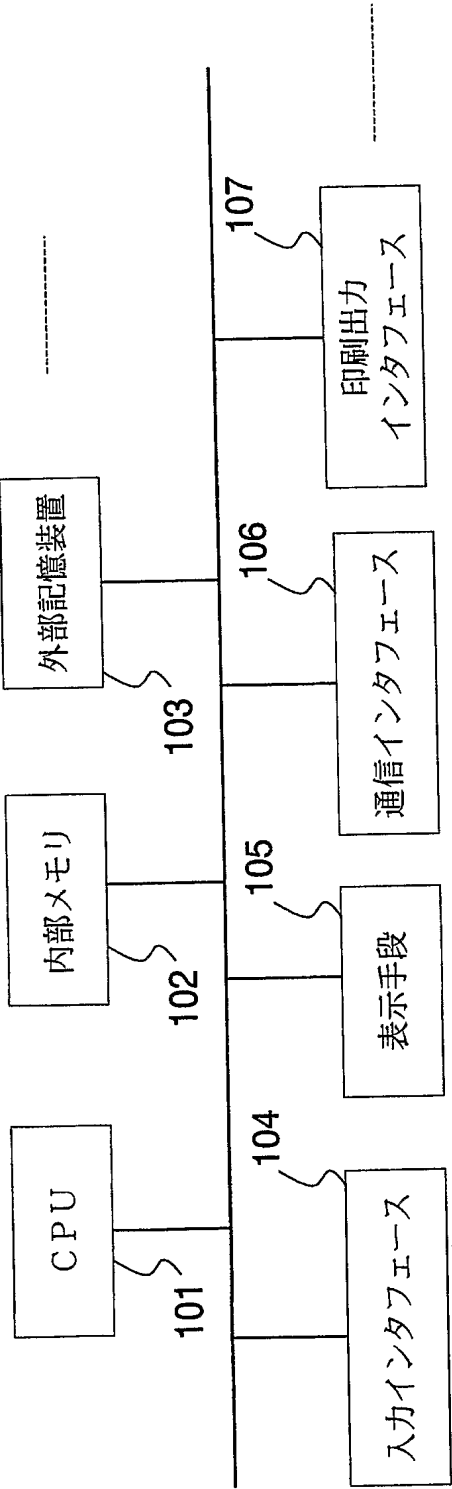 CPU
101
内部メモリ
102
外部記憶装置
103
入力インタフェース
104
表示手段
105
通信インタフェース
106
印刷出力
インタフェース
107